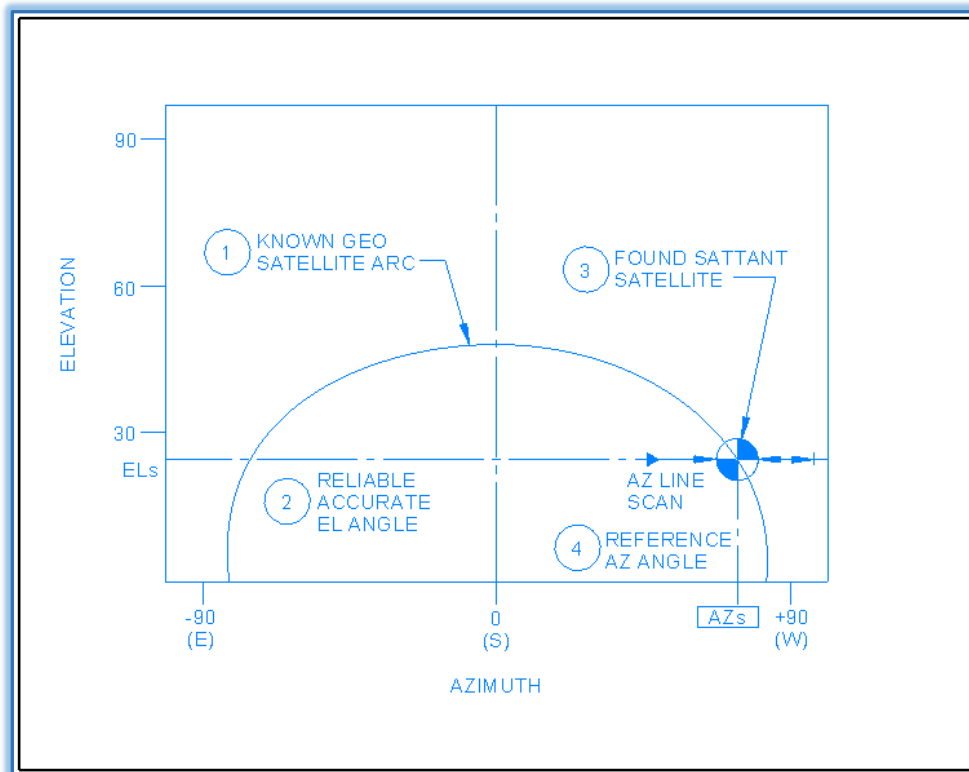 90
1
KNOWN GEO
SATELLITE ARC
3
FOUND SATTANT
SATELLITE
60
ELEVATION
30
ELs
2
RELIABLE
ACCURATE
EL ANGLE
AZ LINE
SCAN
4
REFERENCE
AZ ANGLE
-90
(E)
0
(S)
AZs
+90
(W)
AZIMUTH